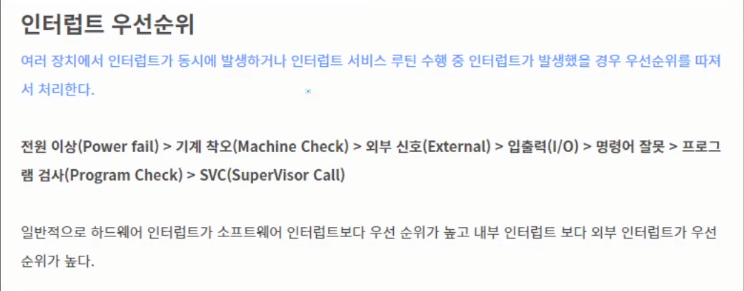 인터럽트 우선순위
여러 장치에서 인터럽트가 동시에 발생하거나 인터럽트 서비스 루틴 수행 중 인터럽트가 발생했을 경우 우선순위를 따져
서 처리한다.
전원 이상(Power fail) > 기계 착오(Machine Check) > 외부 신호(External) > 입출력(I/O) > 명령어 잘못 > 프로그
램 검사(Program Check) > SVC(SuperVisor Call)
일반적으로 하드웨어 인터럽트가 소프트웨어 인터럽트보다 우선 순위가 높고 내부 인터럽트 보다 외부 인터럽트가 우선
순위가 높다.